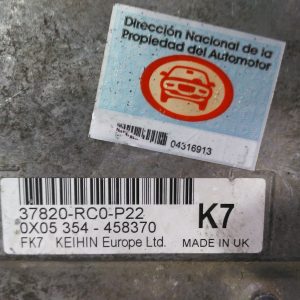 Dirección Nacional de la
Propiedad del Automotor
04316913
37820-RC0-P22
0X05 354 - 458370
FK7 KEIHIN Europe Ltd.
K7
MADE IN UK